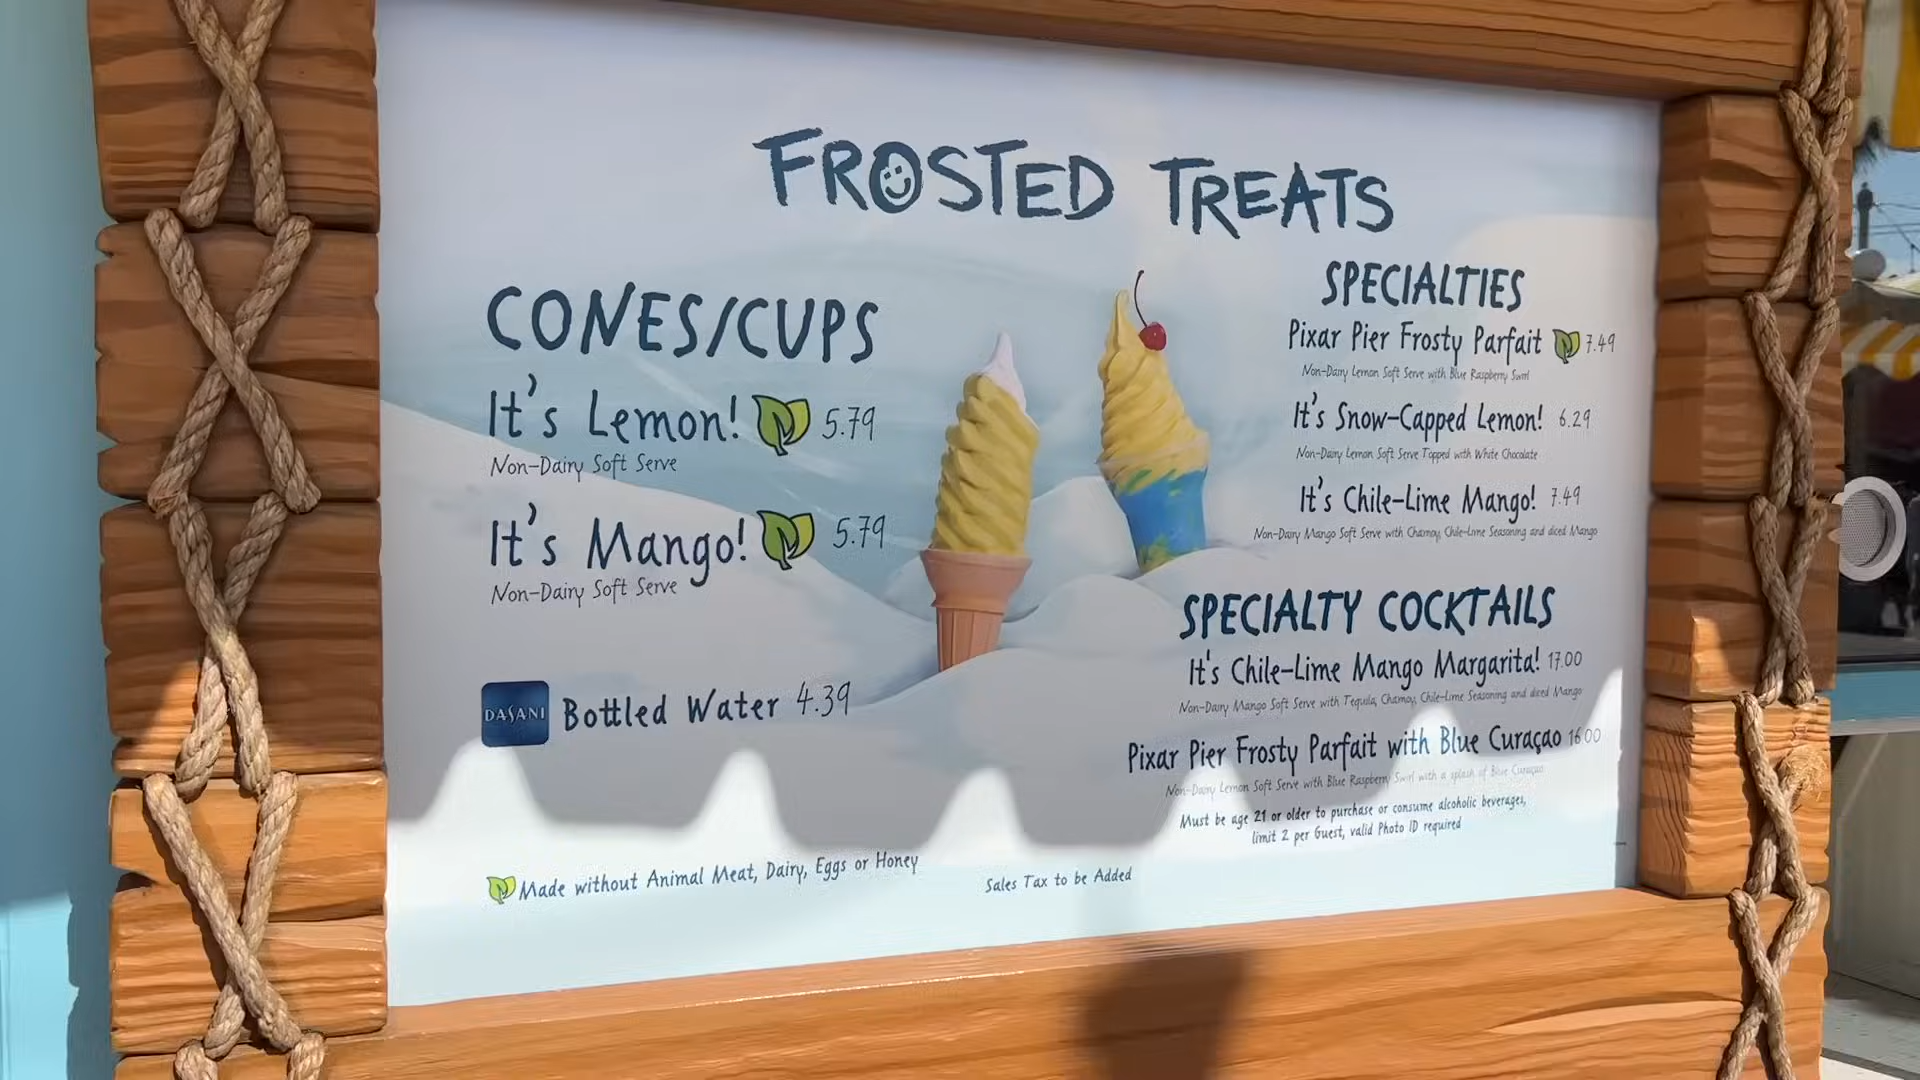 FROSTED TREATS
CONES/CUPS
It's Lemon! 5.79
Non-Dairy Soft Serve
It's Mango! 5.79
Non-Dairy Soft Serve
DASANI Bottled Water 4.39
SPECIALTIES
Pixar Pier Frosty Parfait 7.49
Non-Dairy Lemon Soft Serve with Blue Raspberry Swirl
It's Snow-Capped Lemon! 6.29
Non-Dairy Lemon Soft Serve Topped with White Chocolate
It's Chile-Lime Mango! 7.49
Non-Dairy Mango Soft Serve with Chamoy, Chile-Lime Seasoning and diced Mango
SPECIALTY COCKTAILS
It's Chile-Lime Mango Margarita! 17.00
Non-Dairy Mango Soft Serve with Tequila, Chamoy, Chile-Lime Seasoning and diced Mango
Pixar Pier Frosty Parfait with Blue Curaçao 16.00
Non-Dairy Lemon Soft Serve with Blue Raspberry Swirl with a splash of Blue Curaçao
Must be age 21 or older to purchase or consume alcoholic beverages,
limit 2 per Guest, valid Photo ID required
Made without Animal Meat, Dairy, Eggs or Honey
Sales Tax to be Added